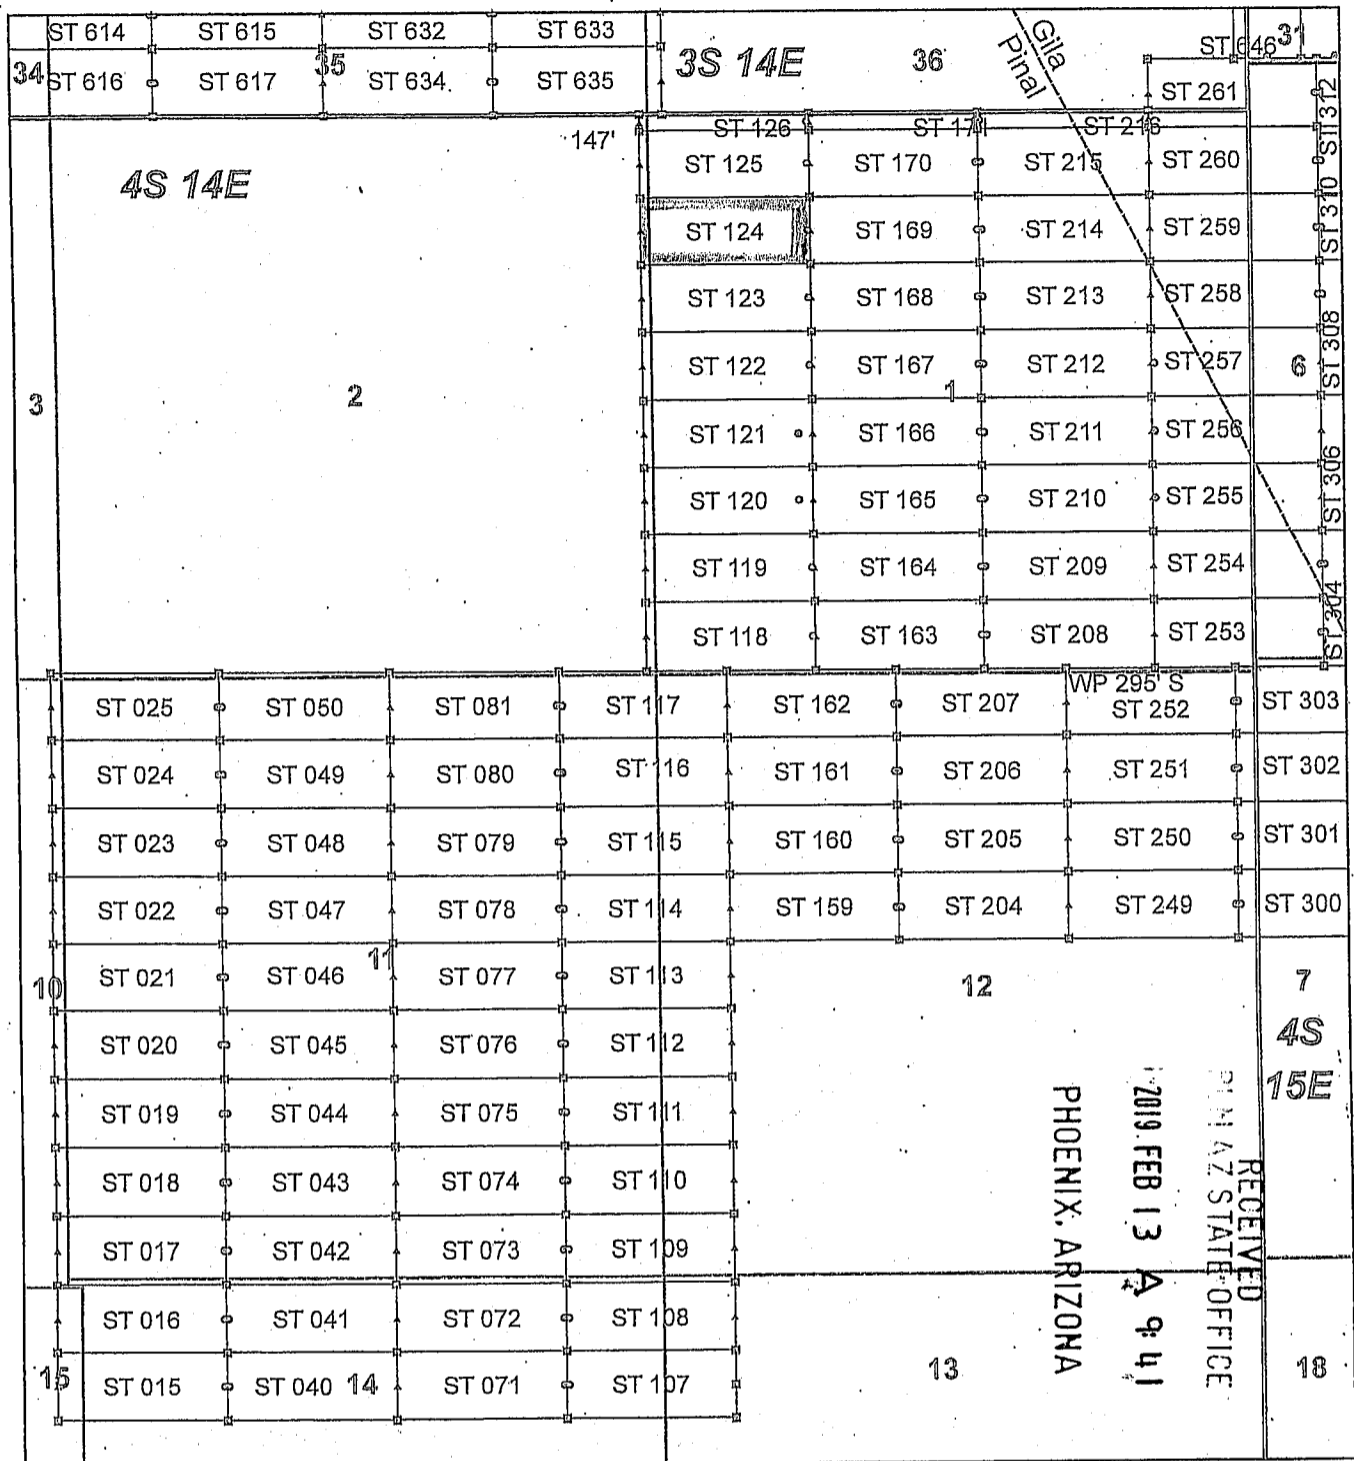 ST 614 ST 615 ST 632 ST 633
34 35 3S 14E 36 Gila ST 646 31
Pinal
ST 616 ST 617 ST 634 ST 635 ST 261
147' ST 126 ST 171 ST 216 ST 312
4S 14E ST 125 ST 170 ST 215 ST 260
ST 310
ST 124 ST 169 ST 214 ST 259
ST 123 ST 168 ST 213 ST 258
ST 308
ST 122 ST 167 ST 212 ST 257 6
3 2 1
ST 121 ST 166 ST 211 ST 256
ST 306
ST 120 ST 165 ST 210 ST 255
ST 119 ST 164 ST 209 ST 254
ST 304
ST 118 ST 163 ST 208 ST 253
WP 295 S
ST 025 ST 050 ST 081 ST 117 ST 162 ST 207 ST 252 ST 303
ST 024 ST 049 ST 080 ST 116 ST 161 ST 206 ST 251 ST 302
ST 023 ST 048 ST 079 ST 115 ST 160 ST 205 ST 250 ST 301
ST 022 ST 047 ST 078 ST 114 ST 159 ST 204 ST 249 ST 300
11
10 ST 021 ST 046 ST 077 ST 113 12 7
4S
15E
ST 020 ST 045 ST 076 ST 112
ST 019 ST 044 ST 075 ST 111
ST 018 ST 043 ST 074 ST 110
ST 017 ST 042 ST 073 ST 109
ST 016 ST 041 ST 072 ST 108
15 ST 015 ST 040 14 ST 071 ST 107 13 18
RECEIVED
AZ STATE OFFICE
2019 FEB 13 A 9:41
PHOENIX, ARIZONA